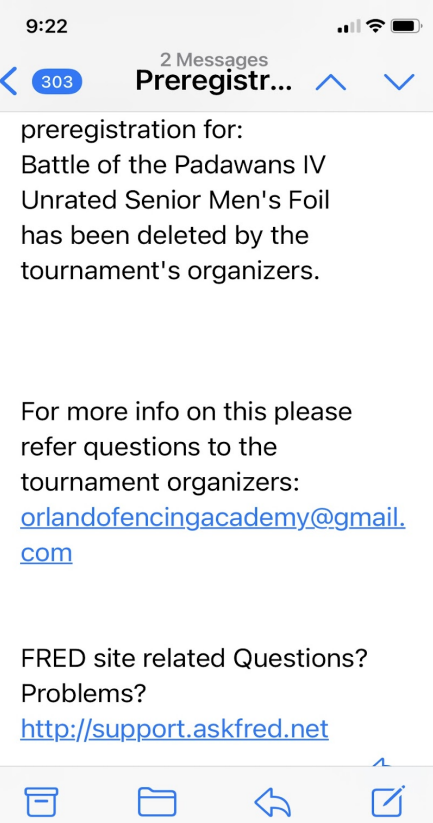 9:22
2 Messages
303
Preregistr...
preregistration for:
Battle of the Padawans IV
Unrated Senior Men's Foil
has been deleted by the
tournament's organizers.
For more info on this please
refer questions to the
tournament organizers:
orlandofencingacademy@gmail.
com
FRED site related Questions?
Problems?
http://support.askfred.net